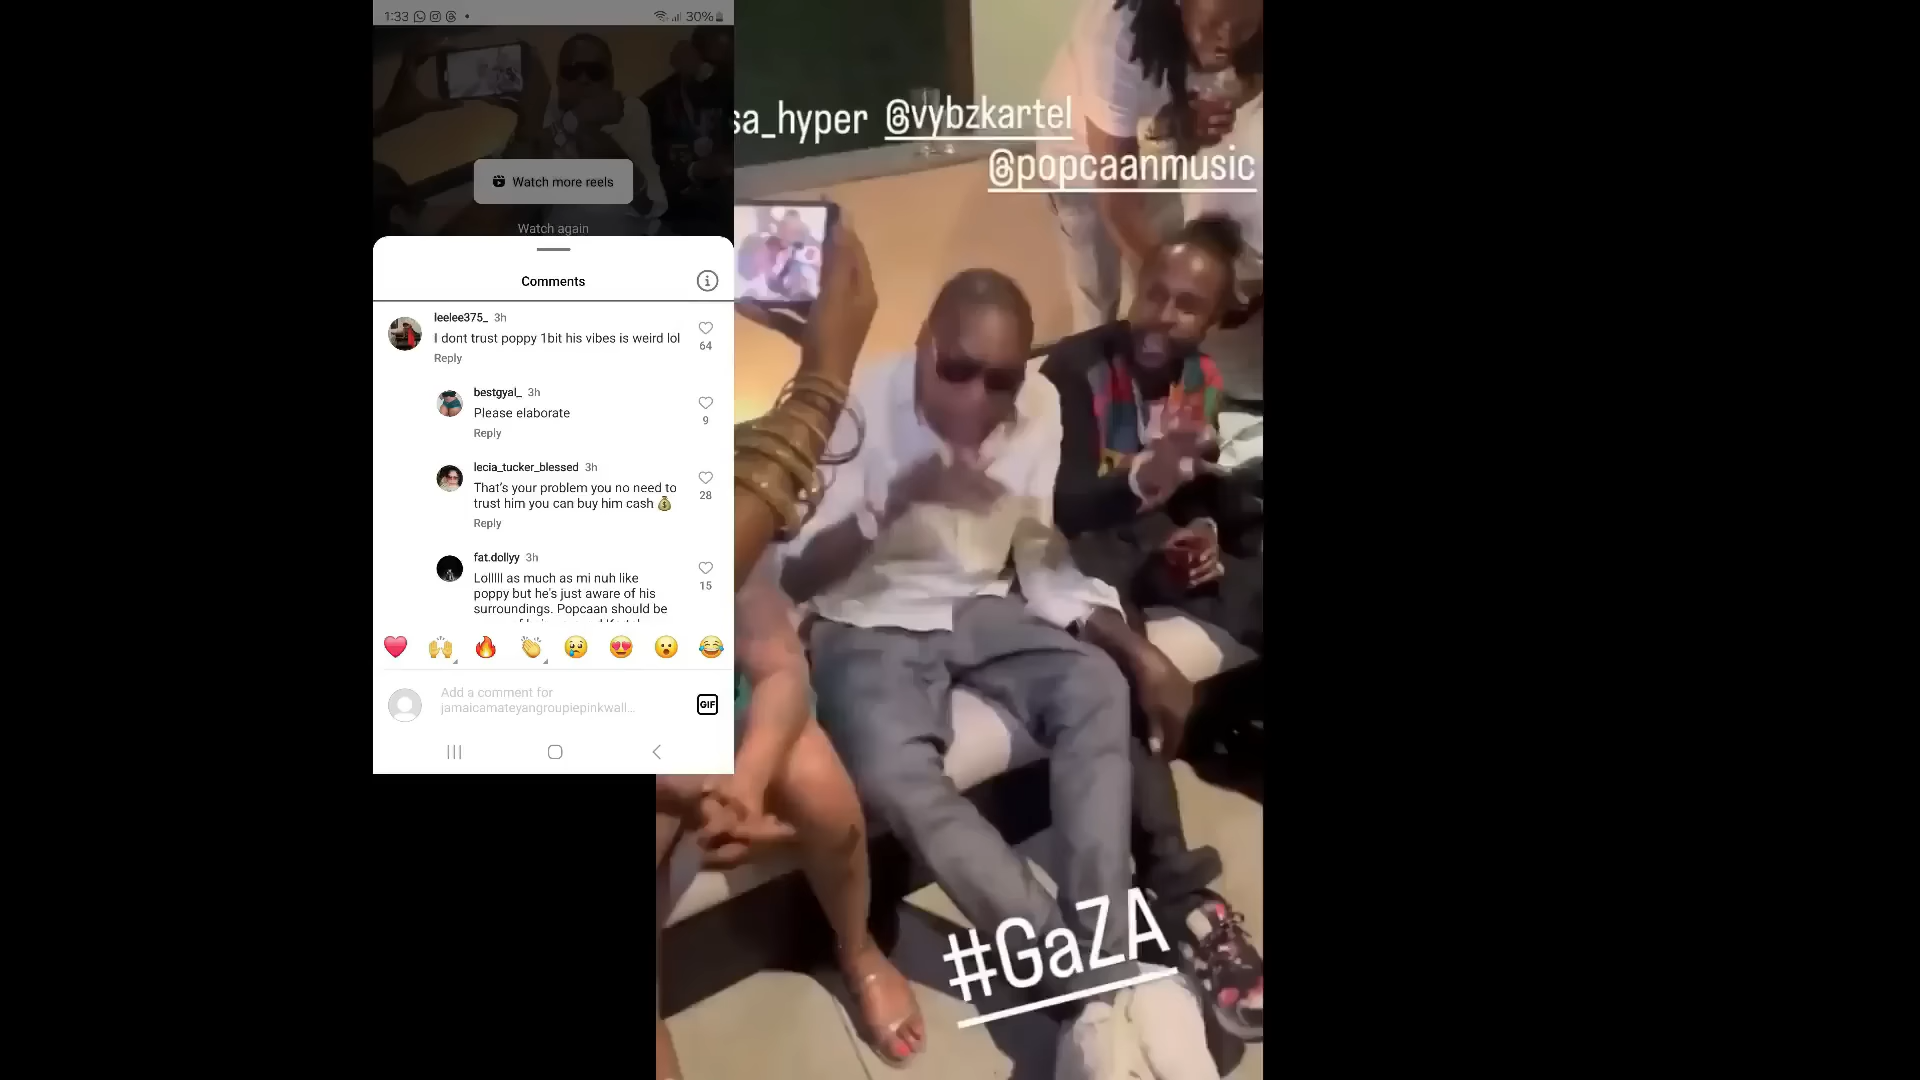 1:33
30%
Watch more reels
Watch again
Comments
leelee375_ 3h
I dont trust poppy 1bit his vibes is weird lol
64
Reply
bestgyal_ 3h
Please elaborate
9
Reply
lecia_tucker_blessed 3h
That's your problem you no need to
trust him you can buy him cash 💰
28
Reply
fat.dollyy 3h
Lolllll as much as mi nuh like
15
poppy but he's just aware of his
surroundings. Popcaan should be
Add a comment for
jamaicamateyangroupiepinkwall...
GIF
sa_hyper @vybzkartel
@popcaanmusic
#GaZA